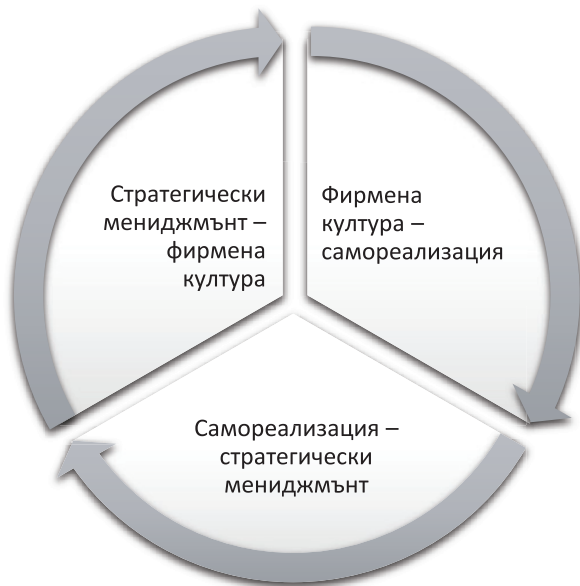 Стратегически
мениджмънт –
фирмена
култура
Фирмена
култура –
самореализация
Самореализация –
стратегически
мениджмънт